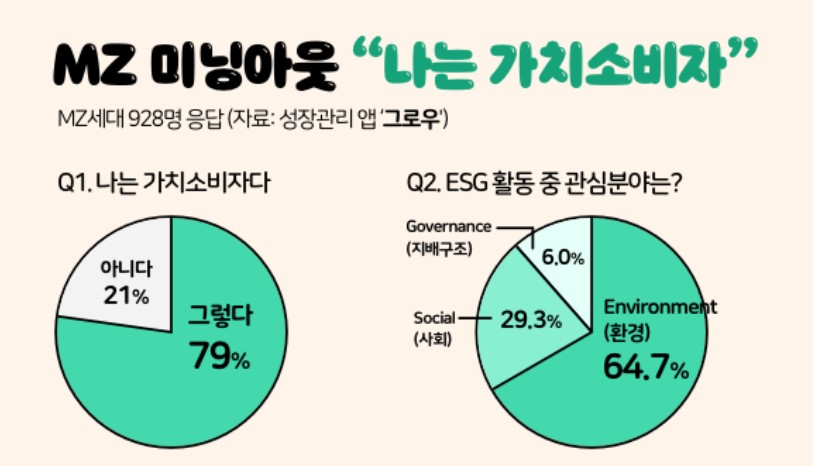 MZ 미닝아웃 “나는 가치소비자”
MZ세대 928명 응답 (자료: 성장관리 앱 ‘그로우’)
Q1. 나는 가치소비자다
아니다
21%
그렇다
79%
Q2. ESG 활동 중 관심분야는?
Governance
(지배구조)
6.0%
Social
(사회)
29.3%
Environment
(환경)
64.7%